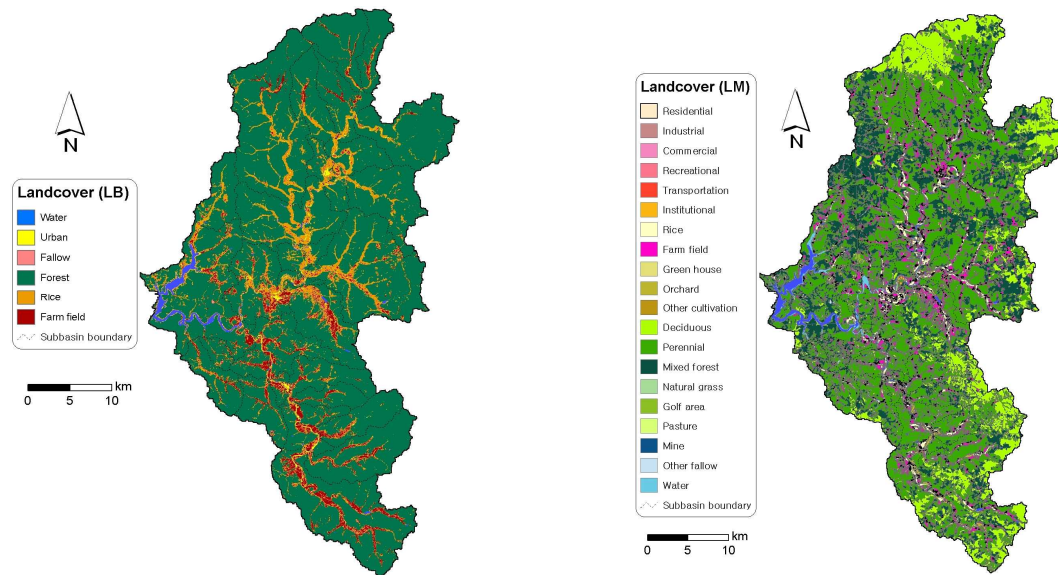 N
Landcover (LB)
Water
Urban
Fallow
Forest
Rice
Farm field
Subbasin boundary
km
0 5 10
N
Landcover (LM)
Residential
Industrial
Commercial
Recreational
Transportation
Institutional
Rice
Farm field
Green house
Orchard
Other cultivation
Deciduous
Perennial
Mixed forest
Natural grass
Golf area
Pasture
Mine
Other fallow
Water
Subbasin boundary
km
0 5 10